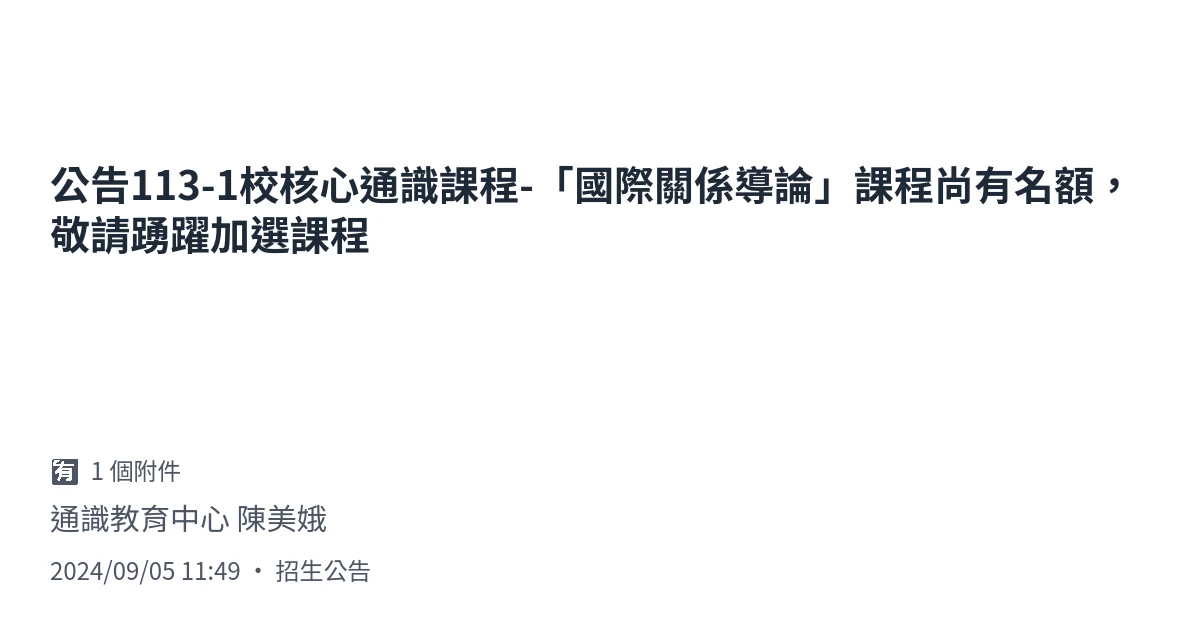 公告113-1校核心通識課程-「國際關係導論」課程尚有名額，
敬請踴躍加選課程
🈶 1 個附件
通識教育中心 陳美娥
2024/09/05 11:49 • 招生公告